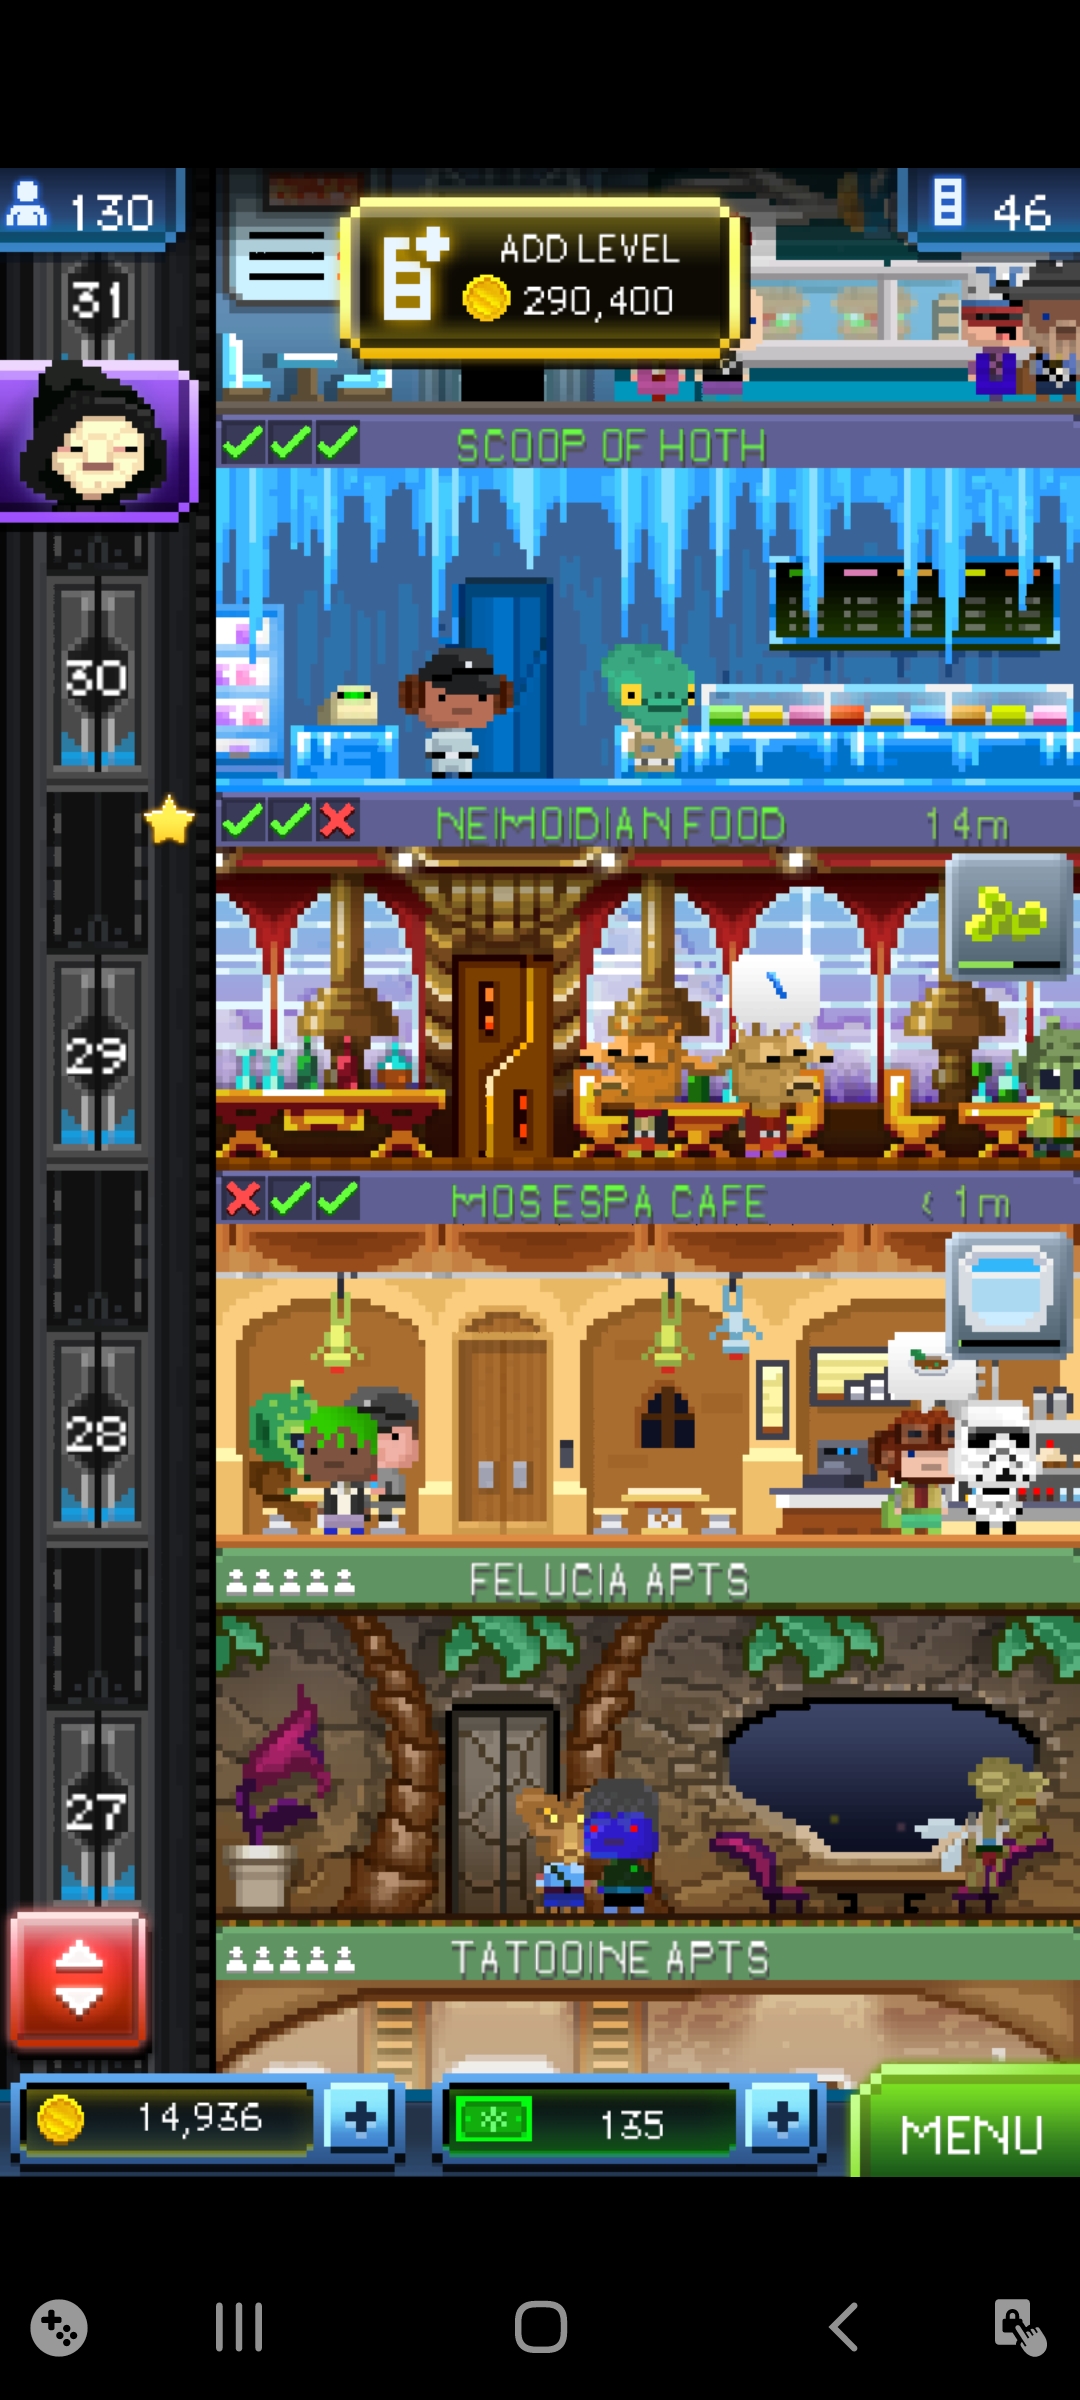 130
ADD LEVEL
290,400
46
31
SCOOP OF HOTH
30
NEIMOIDIAN FOOD 14m
29
MOS ESPA CAFE < 1m
28
FELUCIA APTS
27
TATOOINE APTS
14,936
135
MENU